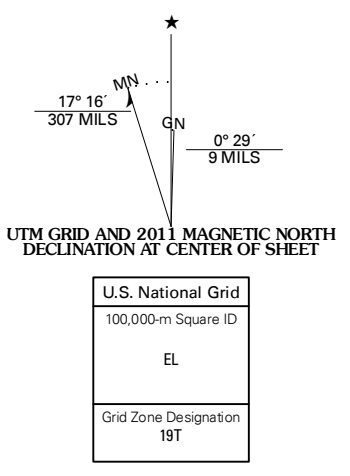 MN
17° 16´
307 MILS
GN
0° 29´
9 MILS
UTM GRID AND 2011 MAGNETIC NORTH
DECLINATION AT CENTER OF SHEET
U.S. National Grid
100,000-m Square ID
EL
Grid Zone Designation
19T